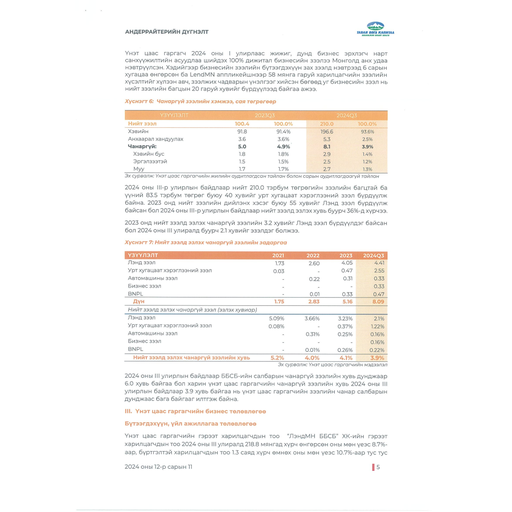 АНДЕРРАЙТЕРИЙН ДҮГНЭЛТ
Үнэт цаас гаргагч 2024 оны I улирлаас жижиг, дунд бизнес эрхлэгч нарт
санхүүжилтийн асуудлаа шийдэх 100% дижитал бизнесийн зээлээ Монголд анх удаа
нэвтрүүлсэн. Хэдийгээр бизнесийн зээлийн бүтээгдэхүүн зах зээлд нэвтрээд 6 сарын
хугацаа өнгөрсөн ба LendMN аппликейшнээр 58 мянга гаруй харилцагчийн зээлийн
хүсэлтийг хүлээн авч, зээлжих чадварын үнэлгээг хийсэн бөгөөд уг бизнесийн зээл нь
нийт зээлийн багцын 20 гаруй хувийг бүрдүүлээд байгаа ажээ.
Хүснэгт 6: Чанаргүй зээлийн хэмжээ, сая төгрөгөөр
ҮЗҮҮЛЭЛТ 2023Q3 2024Q3
Нийт зээл 100.4 100.0% 210.0 100.0%
Хэвийн 91.8 91.4% 196.6 93.6%
Анхаарал хандуулах 3.6 3.6% 5.3 2.5%
Чанаргүй: 5.0 4.9% 8.1 3.9%
Хэвийн бус 1.8 1.8% 2.9 1.4%
Эргэлзээтэй 1.5 1.5% 2.5 1.2%
Муу 1.7 1.7% 2.7 1.3%
Эх сурвалж: Үнэт цаас гаргагчийн жилийн аудитлагдсан тайлан болон сарын аудитлагдаагүй тайлан
2024 оны III-р улирлын байдлаар нийт 210.0 тэрбум төгрөгийн зээлийн багцтай ба
үүний 83.5 тэрбум төгрөг буюу 40 хувийг урт хугацаат хэрэглээний зээл бүрдүүлж
байна. 2023 онд нийт зээлийн дийлэнх хэсэг буюу 55 хувийг Лэнд зээл бүрдүүлж
байсан бол 2024 оны III-р улиралд нийт зээлд эзлэх хувь буурч 36%-д хүрчээ.
2023 онд нийт зээлд эзлэх чанаргүй зээлийн 3.2 хувийг Лэнд зээл бүрдүүлдэг байсан
бол 2024 оны III-р улиралд буурч 2.1 хувийг эзэлдэг болжээ.
Хүснэгт 7: Нийт зээлд эзлэх чанаргүй зээлийн задаргаа
ҮЗҮҮЛЭЛТ 2021 2022 2023 2024Q3
Лэнд зээл 1.73 2.60 4.05 4.41
Урт хугацаат хэрэглээний зээл 0.03 - 0.47 2.55
Автомашины зээл - 0.22 0.31 0.33
Бизнес зээл - - - 0.33
BNPL - 0.01 0.33 0.47
Дүн 1.75 2.83 5.16 8.09
Нийт зээлд эзлэх чанаргүй зээл (эзлэх хувиар)
Лэнд зээл 5.09% 3.66% 3.23% 2.1%
Урт хугацаат хэрэглээний зээл 0.08% - 0.37% 1.22%
Автомашины зээл - 0.31% 0.25% 0.16%
Бизнес зээл - - - 0.16%
BNPL - 0.01% 0.26% 0.22%
Нийт зээлд эзлэх чанаргүй зээлийн хувь 5.2% 4.0% 4.1% 3.9%
Эх сурвалж: Үнэт цаас гаргагчийн мэдээлэл
2024 оны III улирлын байдлаар ББСБ-ийн салбарын чанаргүй зээлийн хувь дунджаар
6.0 хувь байгаа бол харин үнэт цаас гаргагчийн чанаргүй зээлийн хувь 2024 оны III
улирлын байдлаар 3.9 хувь байгаа нь үнэт цаас гаргагчийн зээлийн чанар салбарын
дунджаас бага байгааг илтгэж байна.
III. Үнэт цаас гаргагчийн бизнес төлөвлөгөө
Бүтээгдэхүүн, үйл ажиллагаа төлөвлөгөө
Үнэт цаас гаргагчийн гэрээт харилцагчдын тоо "ЛэндМН ББСБ" ХК-ийн гэрээт
харилцагчдын тоо 2024 оны III улиралд 218.8 мянгад хүрч өнгөрсөн оны мөн үеэс 8.7%-
аар, бүртгэлтэй харилцагчдын тоо 1.3 саяд хүрч өмнөх оны мөн үеэс 10.7%-аар тус тус
2024 оны 12-р сарын 11
5